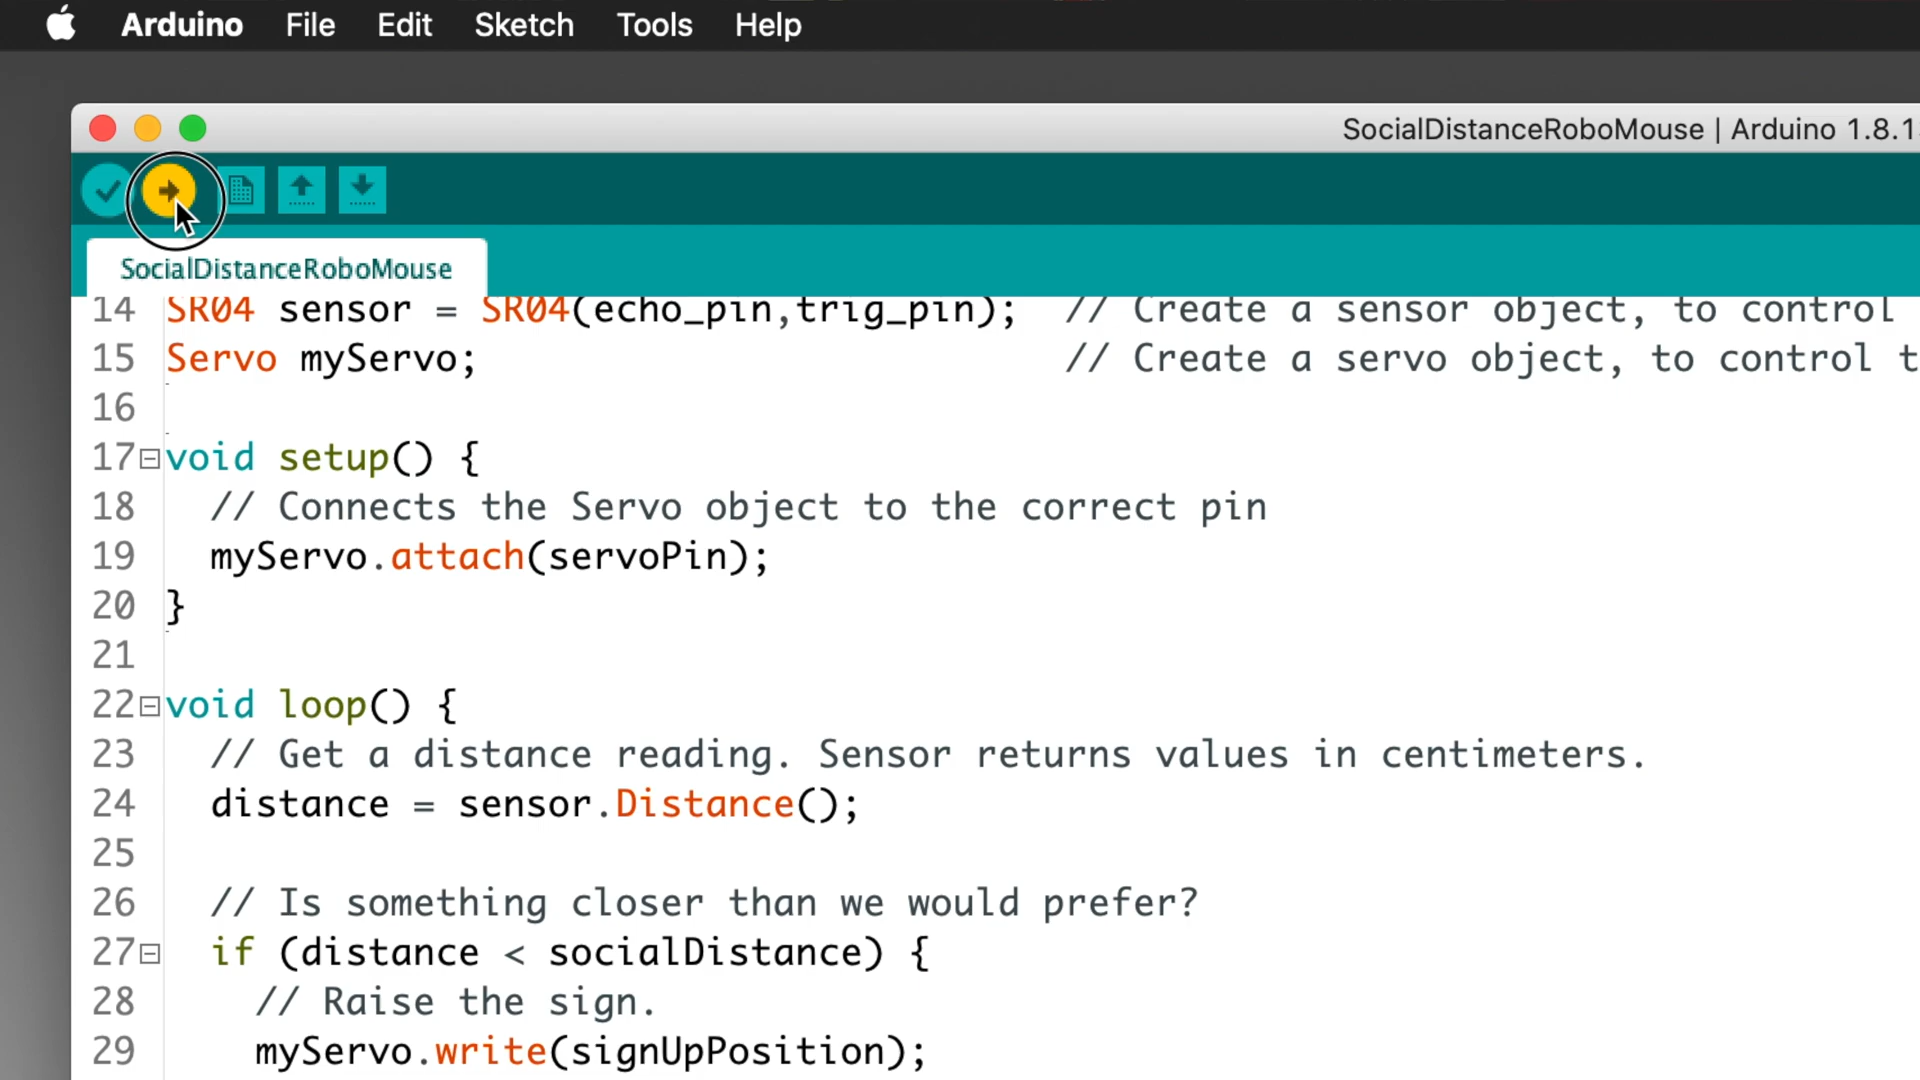 Arduino File Edit Sketch Tools Help
SocialDistanceRoboMouse | Arduino 1.8.1
SocialDistanceRoboMouse
14 SR04 sensor = SR04(echo_pin,trig_pin); // Create a sensor object, to control
15 Servo myServo; // Create a servo object, to control t
16
17 void setup() {
18 // Connects the Servo object to the correct pin
19 myServo.attach(servoPin);
20 }
21
22 void loop() {
23 // Get a distance reading. Sensor returns values in centimeters.
24 distance = sensor.Distance();
25
26 // Is something closer than we would prefer?
27 if (distance < socialDistance) {
28 // Raise the sign.
29 myServo.write(signUpPosition);